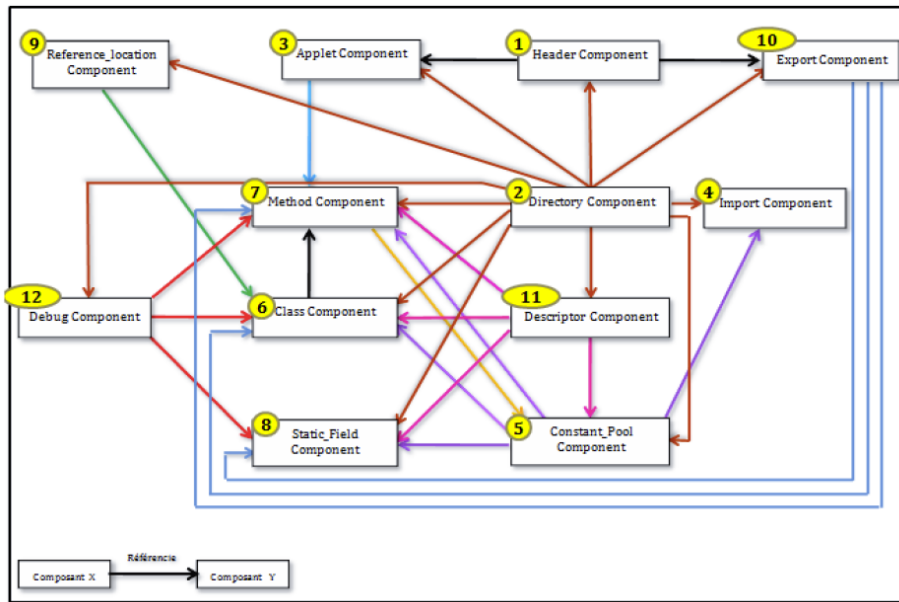 9
Reference_location
Component
3
Applet Component
1
Header Component
10
Export Component
7
Method Component
2
Directory Component
4
Import Component
12
Debug Component
6
Class Component
11
Descriptor Component
8
Static_Field
Component
5
Constant_Pool
Component
Référencie
Composant X
Composant Y